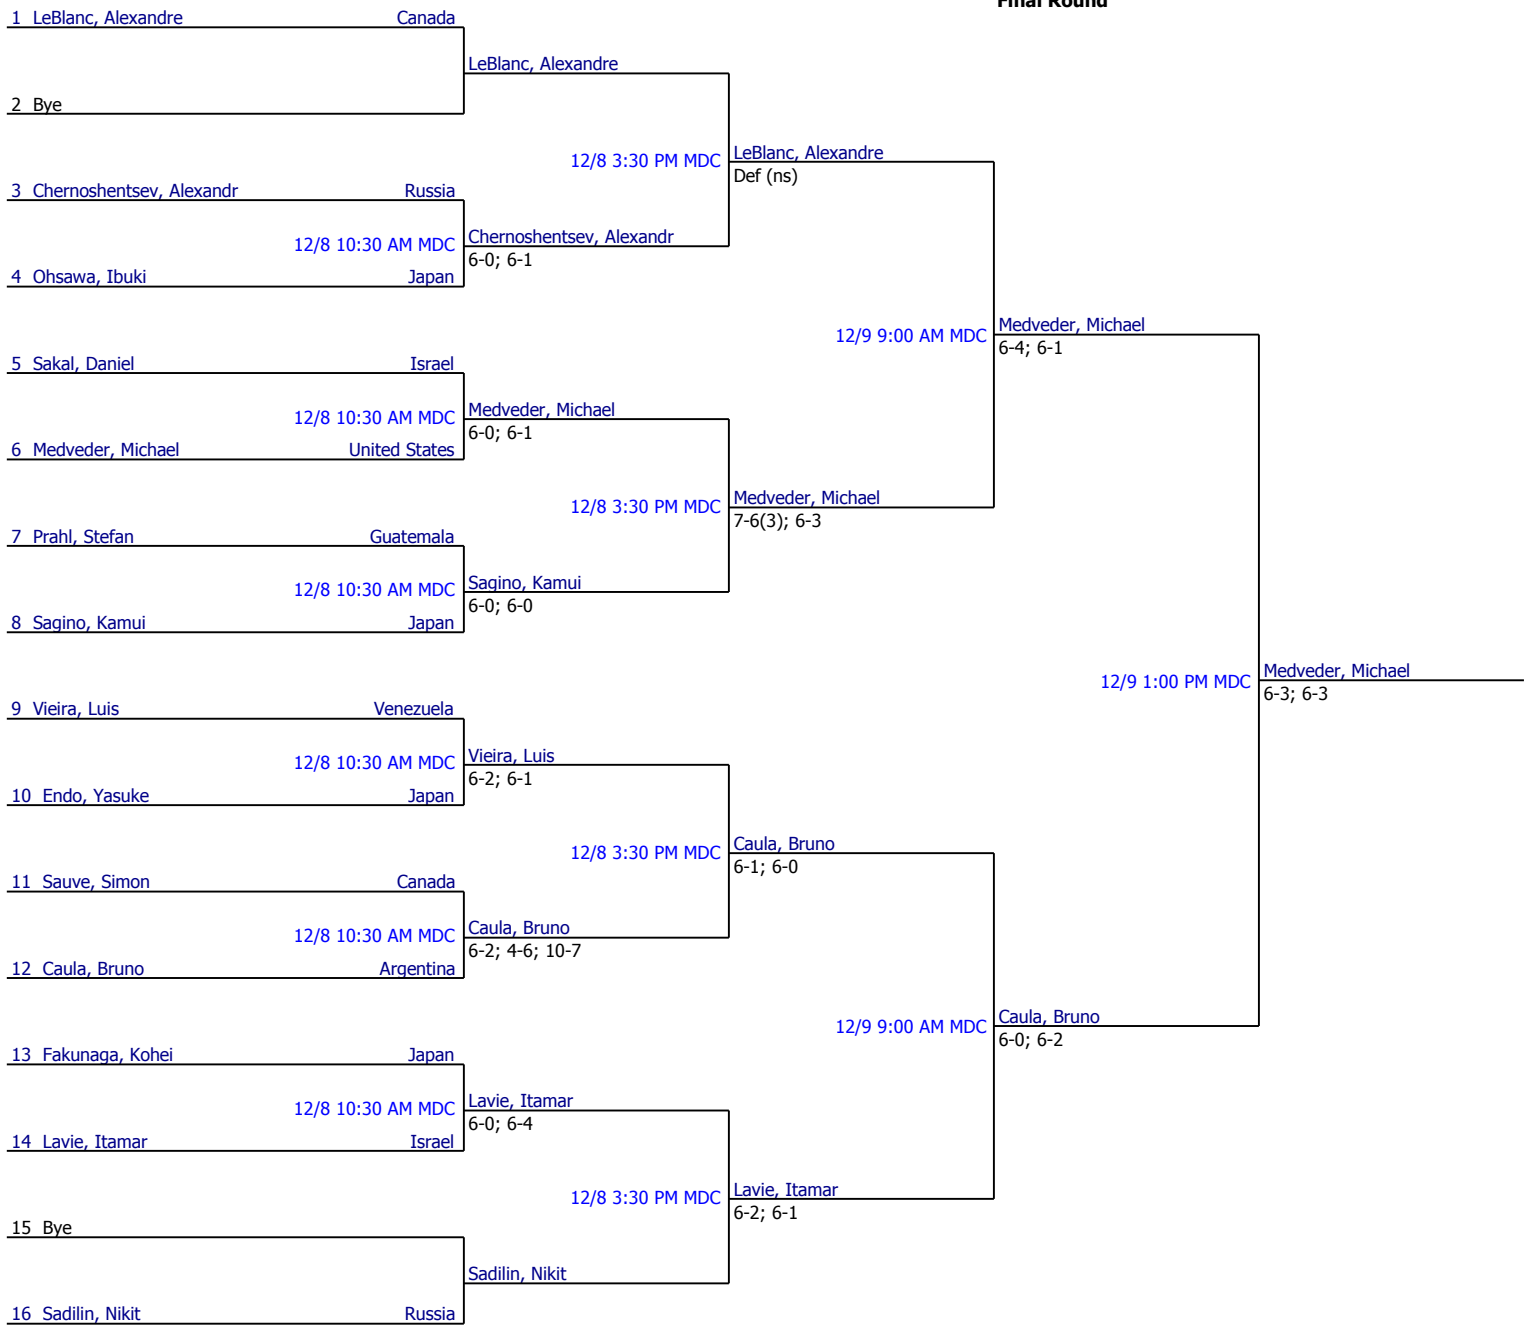 Final Round
1 LeBlanc, Alexandre Canada
LeBlanc, Alexandre
2 Bye
12/8 3:30 PM MDC LeBlanc, Alexandre
Def (ns)
3 Chernoshentsev, Alexandr Russia
12/8 10:30 AM MDC Chernoshentsev, Alexandr
6-0; 6-1
4 Ohsawa, Ibuki Japan
12/9 9:00 AM MDC Medveder, Michael
6-4; 6-1
5 Sakal, Daniel Israel
12/8 10:30 AM MDC Medveder, Michael
6-0; 6-1
6 Medveder, Michael United States
12/8 3:30 PM MDC Medveder, Michael
7-6(3); 6-3
7 Prahl, Stefan Guatemala
12/8 10:30 AM MDC Sagino, Kamui
6-0; 6-0
8 Sagino, Kamui Japan
12/9 1:00 PM MDC Medveder, Michael
6-3; 6-3
9 Vieira, Luis Venezuela
12/8 10:30 AM MDC Vieira, Luis
6-2; 6-1
10 Endo, Yasuke Japan
12/8 3:30 PM MDC Caula, Bruno
6-1; 6-0
11 Sauve, Simon Canada
12/8 10:30 AM MDC Caula, Bruno
6-2; 4-6; 10-7
12 Caula, Bruno Argentina
12/9 9:00 AM MDC Caula, Bruno
6-0; 6-2
13 Fakunaga, Kohei Japan
12/8 10:30 AM MDC Lavie, Itamar
6-0; 6-4
14 Lavie, Itamar Israel
12/8 3:30 PM MDC Lavie, Itamar
6-2; 6-1
15 Bye
Sadilin, Nikit
16 Sadilin, Nikit Russia